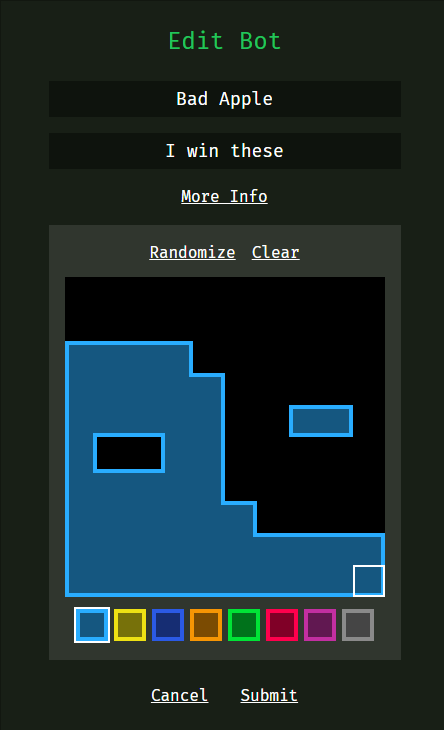 Edit Bot
Bad Apple
I win these
More Info
Randomize Clear
Cancel Submit